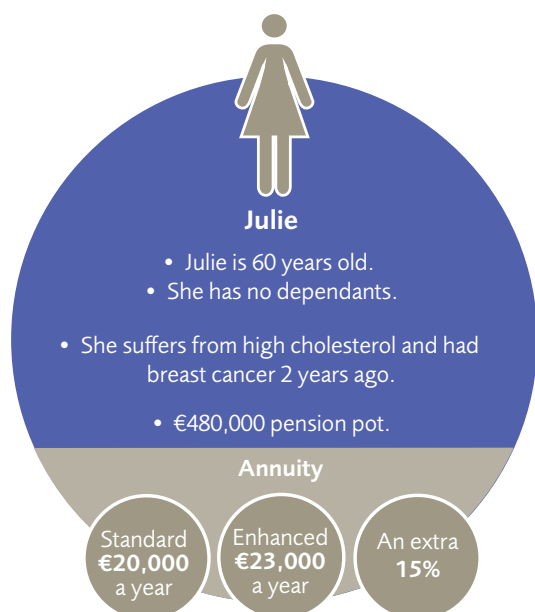 Julie
• Julie is 60 years old.
• She has no dependants.
• She suffers from high cholesterol and had
breast cancer 2 years ago.
• €480,000 pension pot.
Annuity
Standard
€20,000
a year
Enhanced
€23,000
a year
An extra
15%